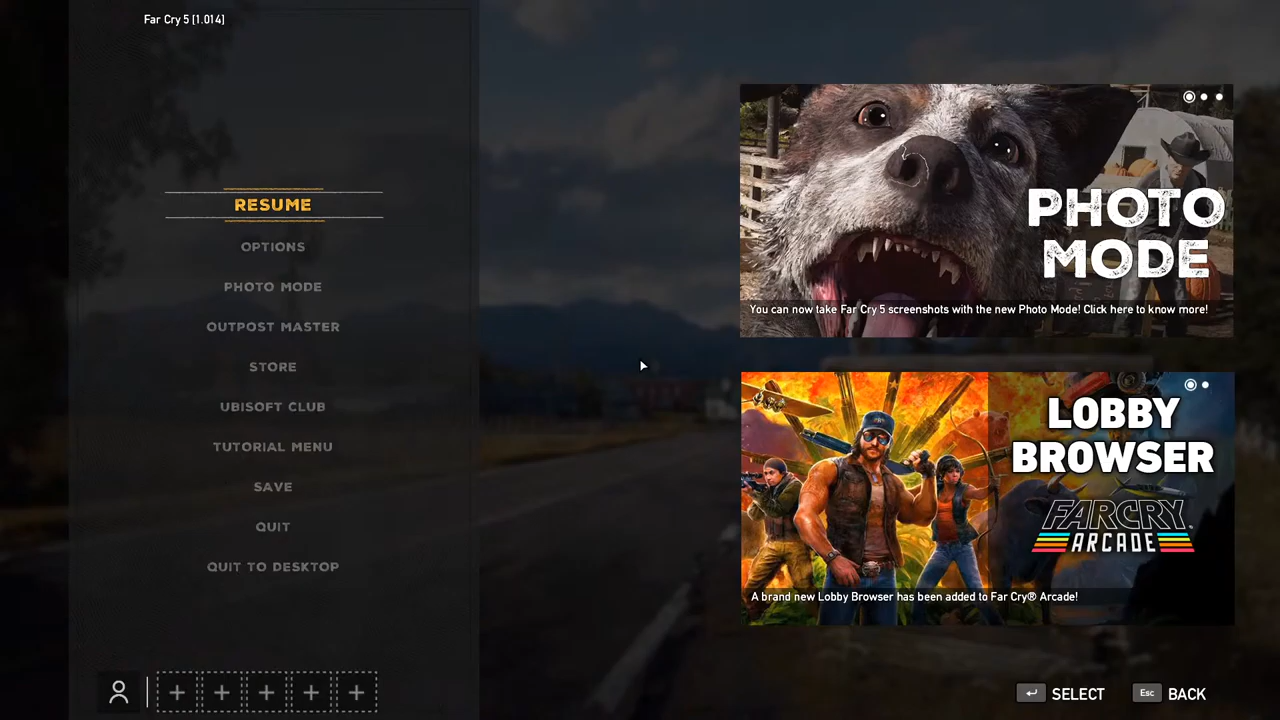 Far Cry 5 [1.014]
RESUME
OPTIONS
PHOTO MODE
OUTPOST MASTER
STORE
UBISOFT CLUB
TUTORIAL MENU
SAVE
QUIT
QUIT TO DESKTOP
PHOTO
MODE
You can now take Far Cry 5 screenshots with the new Photo Mode! Click here to know more!
LOBBY
BROWSER
FARCRY
ARCADE
A brand new Lobby Browser has been added to Far Cry® Arcade!
SELECT
Esc BACK